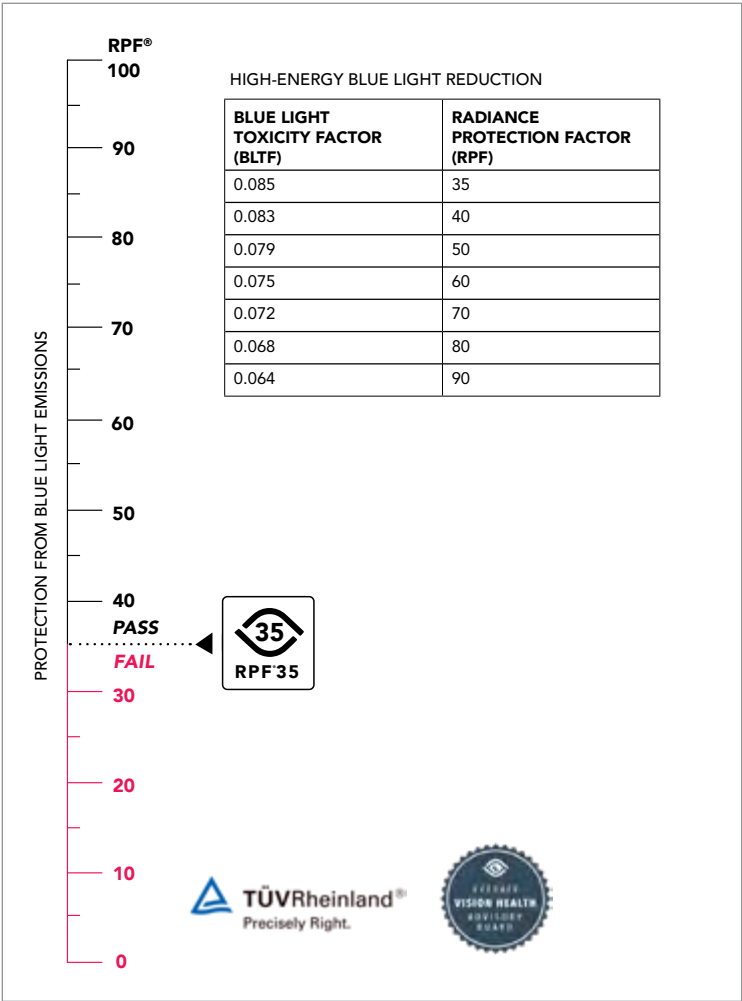 RPF®
100
90
80
70
60
50
40
PASS
FAIL
30
20
10
0
PROTECTION FROM BLUE LIGHT EMISSIONS
HIGH-ENERGY BLUE LIGHT REDUCTION
BLUE LIGHT TOXICITY FACTOR (BLTF) RADIANCE PROTECTION FACTOR (RPF)
0.085 35
0.083 40
0.079 50
0.075 60
0.072 70
0.068 80
0.064 90
35
RPF®35
TÜVRheinland®
Precisely Right.
EYESAFE
VISION HEALTH
ADVISORY
BOARD